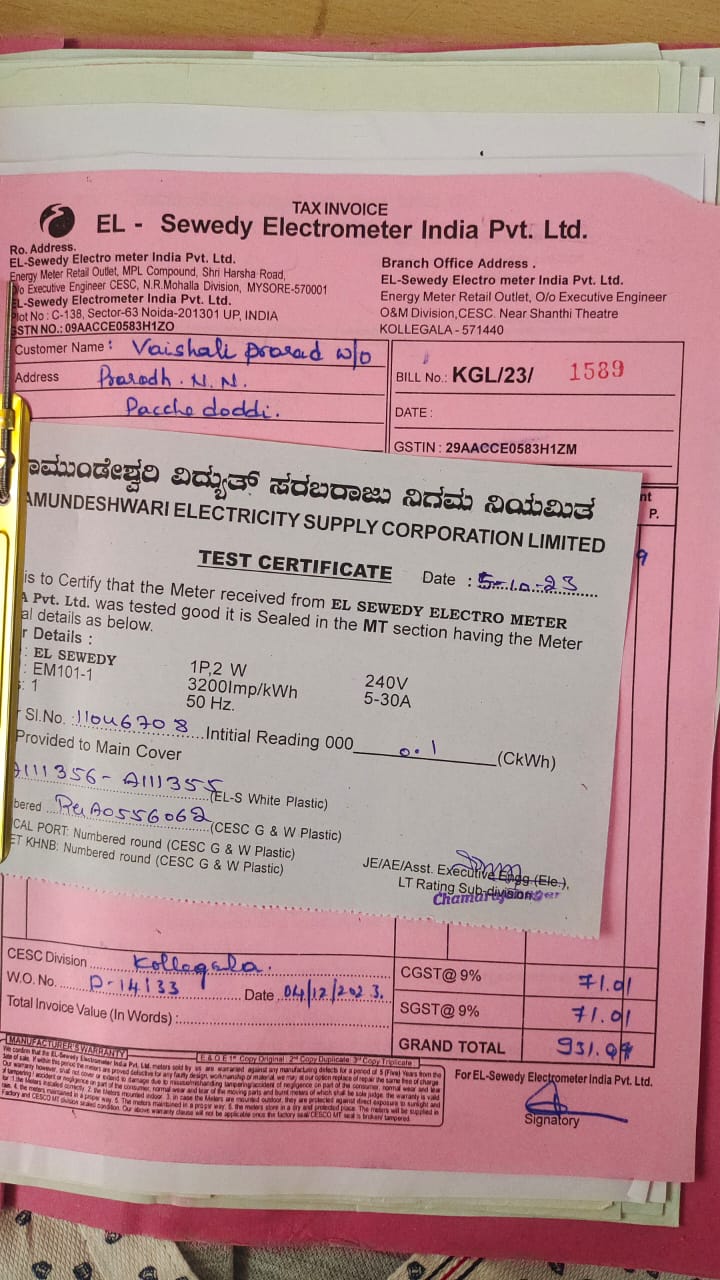 TAX INVOICE
EL - Sewedy Electrometer India Pvt. Ltd.
Ro. Address.
EL-Sewedy Electro meter India Pvt. Ltd.
Energy Meter Retail Outlet, MPL Compound, Shri Harsha Road,
/o Executive Engineer CESC, N.R.Mohalla Division, MYSORE-570001
L-Sewedy Electrometer India Pvt. Ltd.
lot No : C-138, Sector-63 Noida-201301 UP, INDIA
GSTN NO.: 09AACCE0583H1ZO
Branch Office Address .
EL-Sewedy Electro meter India Pvt. Ltd.
Energy Meter Retail Outlet, O/o Executive Engineer
O&M Division,CESC. Near Shanthi Theatre
KOLLEGALA - 571440
Customer Name : Vaishali prasad w/o
Address N.N.
Pacche doddi.
BILL No.: KGL/23/ 1589
DATE :
GSTIN : 29AACCE0583H1ZM
nt
P.
9
ಾಮುಂಡೇಶ್ವರಿ ವಿದ್ಯುತ್ ಸರಬರಾಜು ನಿಗಮ ನಿಯಮಿತ
AMUNDESHWARI ELECTRICITY SUPPLY CORPORATION LIMITED
TEST CERTIFICATE
Date : 5-10-23
is to Certify that the Meter received from EL SEWEDY ELECTRO METER
A Pvt. Ltd. was tested good it is Sealed in the MT section having the Meter
al details as below.
r Details :
: EL SEWEDY 1P,2 W 240V
: EM101-1 3200Imp/kWh 5-30A
: 1 50 Hz.
r Sl.No. :11046708 Intitial Reading 000 0.1 (CkWh)
Provided to Main Cover
A111356 - A111355 (EL-S White Plastic)
bered A0556062 (CESC G & W Plastic)
CAL PORT: Numbered round (CESC G & W Plastic)
ET KHNB: Numbered round (CESC G & W Plastic)
JE/AE/Asst. Executive Engg (Ele.),
LT Rating Sub-division
CESC Division Kollegala.
W.O. No. D-14133 Date 04/12/2023.
Total Invoice Value (In Words) :
CGST@ 9% 71.01
SGST@ 9% 71.01
GRAND TOTAL
MANUFACTURER'S WARRANTY
E & O E 1st Copy Original : 2nd Copy Duplicate 3rd Copy Triplicate
For EL-Sewedy Electrometer India Pvt. Ltd.
Signatory